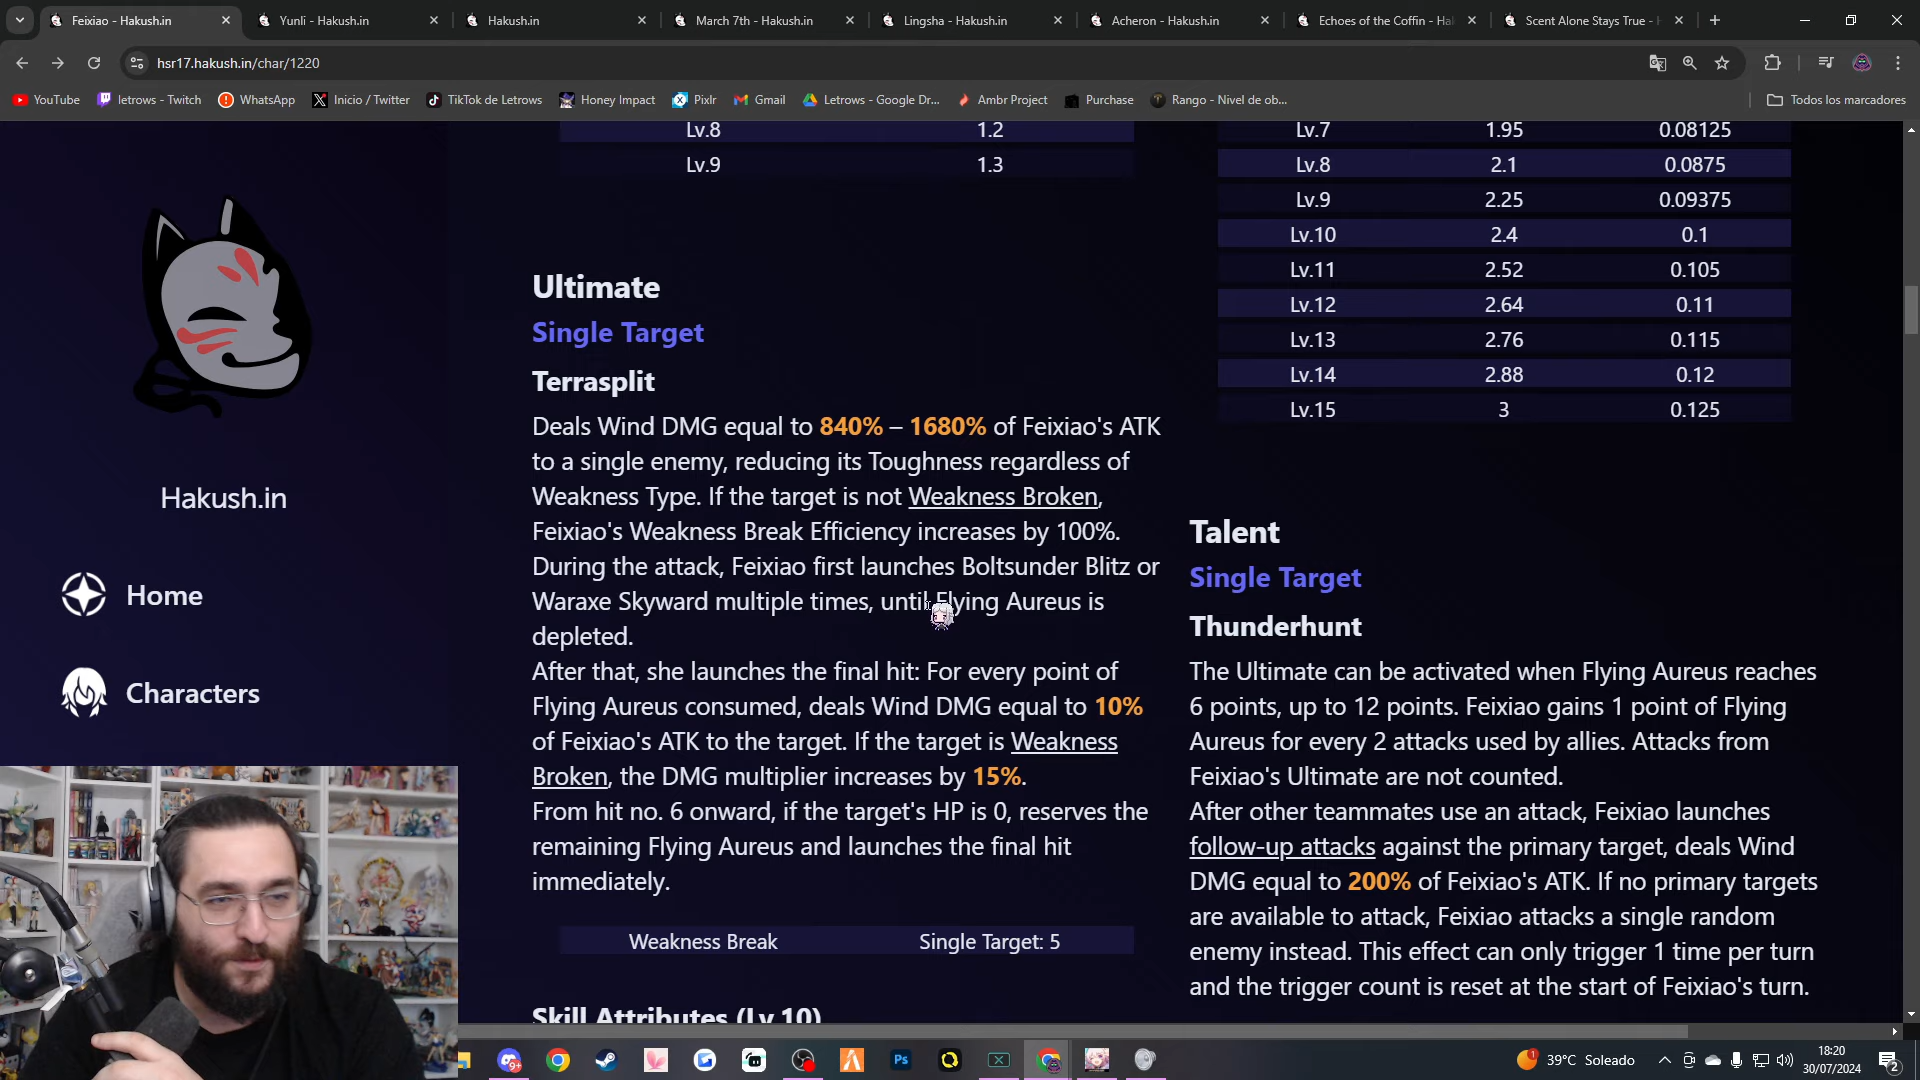 Feixiao - Hakush.in
Yunli - Hakush.in
Hakush.in
March 7th - Hakush.in
Lingsha - Hakush.in
Acheron - Hakush.in
Echoes of the Coffin - Ha
Scent Alone Stays True -
hsr17.hakush.in/char/1220
YouTube
letrows - Twitch
WhatsApp
Inicio / Twitter
TikTok de Letrows
Honey Impact
Pixlr
Gmail
Letrows - Google Dr...
Ambr Project
Purchase
Rango - Nivel de ob...
Todos los marcadores
Hakush.in
Home
Characters
Lv.8 1.2
Lv.9 1.3
Ultimate
Single Target
Terrasplit
Deals Wind DMG equal to 840% – 1680% of Feixiao's ATK
to a single enemy, reducing its Toughness regardless of
Weakness Type. If the target is not Weakness Broken,
Feixiao's Weakness Break Efficiency increases by 100%.
During the attack, Feixiao first launches Boltsunder Blitz or
Waraxe Skyward multiple times, until Flying Aureus is
depleted.
After that, she launches the final hit: For every point of
Flying Aureus consumed, deals Wind DMG equal to 10%
of Feixiao's ATK to the target. If the target is Weakness
Broken, the DMG multiplier increases by 15%.
From hit no. 6 onward, if the target's HP is 0, reserves the
remaining Flying Aureus and launches the final hit
immediately.
Weakness Break Single Target: 5
Skill Attributes (Lv.10)
Lv.7 1.95 0.08125
Lv.8 2.1 0.0875
Lv.9 2.25 0.09375
Lv.10 2.4 0.1
Lv.11 2.52 0.105
Lv.12 2.64 0.11
Lv.13 2.76 0.115
Lv.14 2.88 0.12
Lv.15 3 0.125
Talent
Single Target
Thunderhunt
The Ultimate can be activated when Flying Aureus reaches
6 points, up to 12 points. Feixiao gains 1 point of Flying
Aureus for every 2 attacks used by allies. Attacks from
Feixiao's Ultimate are not counted.
After other teammates use an attack, Feixiao launches
follow-up attacks against the primary target, deals Wind
DMG equal to 200% of Feixiao's ATK. If no primary targets
are available to attack, Feixiao attacks a single random
enemy instead. This effect can only trigger 1 time per turn
and the trigger count is reset at the start of Feixiao's turn.
9+
Ps
1
39°C Soleado
18:20
30/07/2024
2